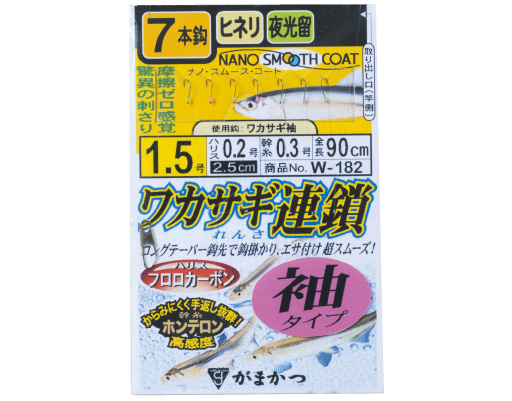 7本鈎 ヒネリ 夜光留
NANO SMOOTH COAT
ナノ・スムース・コート
摩擦ゼロ感覚
驚異の刺さり
取り出し口(竿側)
使用鈎:ワカサギ袖
1.5号 ハリス0.2号 幹糸0.3号 全長90cm
2.5cm 商品No. W-182
ワカサギ連鎖
れんさ
ロングテーパー鈎先で鈎掛かり、エサ付け超スムーズ!
ハリス
フロロカーボン
袖
タイプ
からみにくく手返し抜群!
幹糸
ホンテロン
高感度
がまかつ